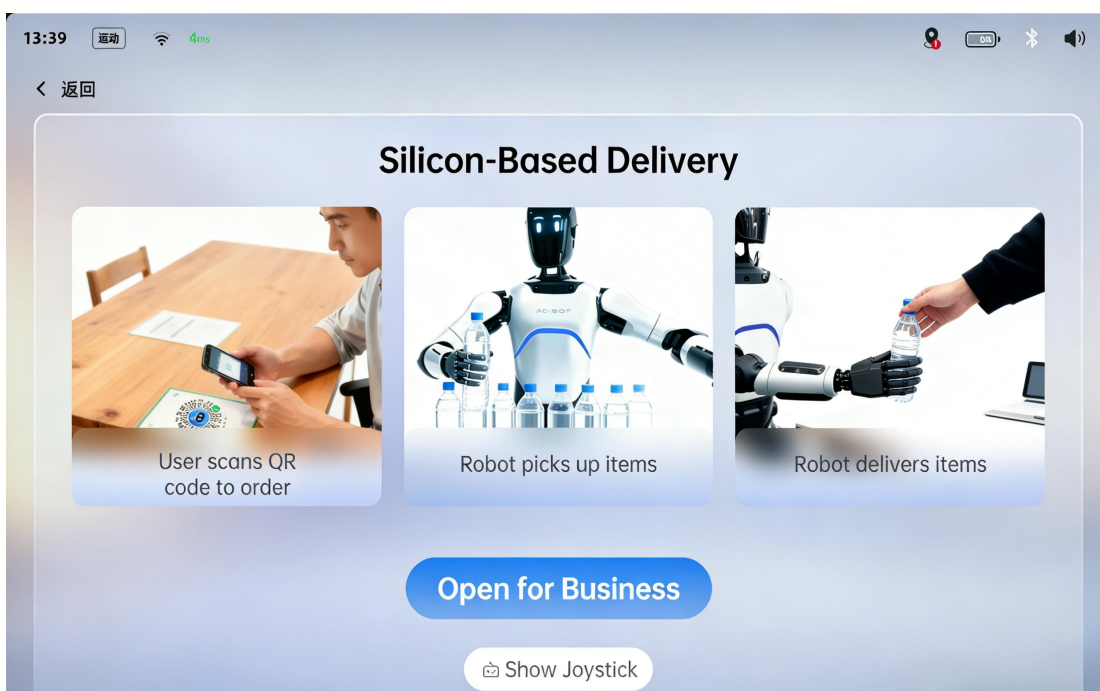 13:39
运动
4ms
返回
Silicon-Based Delivery
User scans QR
code to order
Robot picks up items
Robot delivers items
Open for Business
Show Joystick